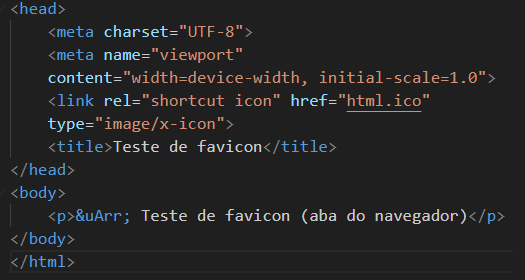 <head>
<meta charset="UTF-8">
<meta name="viewport"
content="width=device-width, initial-scale=1.0">
<link rel="shortcut icon" href="html.ico"
type="image/x-icon">
<title>Teste de favicon</title>
</head>
<body>
<p>&uArr; Teste de favicon (aba do navegador)</p>
</body>
</html>